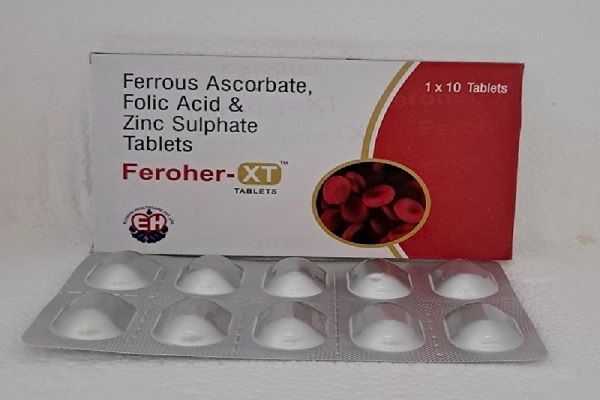 Ferrous Ascorbate,
Folic Acid &
Zinc Sulphate
Tablets
Feroher-XT™
TABLETS
1 x 10 Tablets
EH